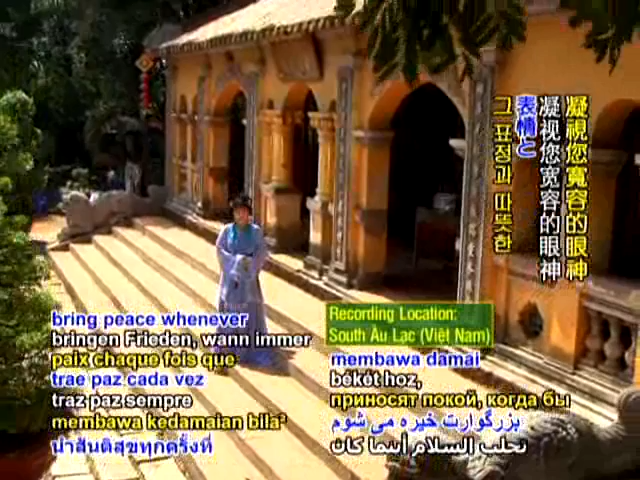 凝視您寬容的眼神
凝视您宽容的眼神
表情と
그 표정과 따뜻한
Recording Location:
South Âu Lạc (Việt Nam)
bring peace whenever
bringen Frieden, wann immer
paix chaque fois que
trae paz cada vez
traz paz sempre
membawa kedamaian bila²
นำสันติสุขทุกครั้งที่
membawa damai
békét hoz,
приносят покой, когда бы
بزرگوارت خیره می شوم
تجلب السلام أينما كان